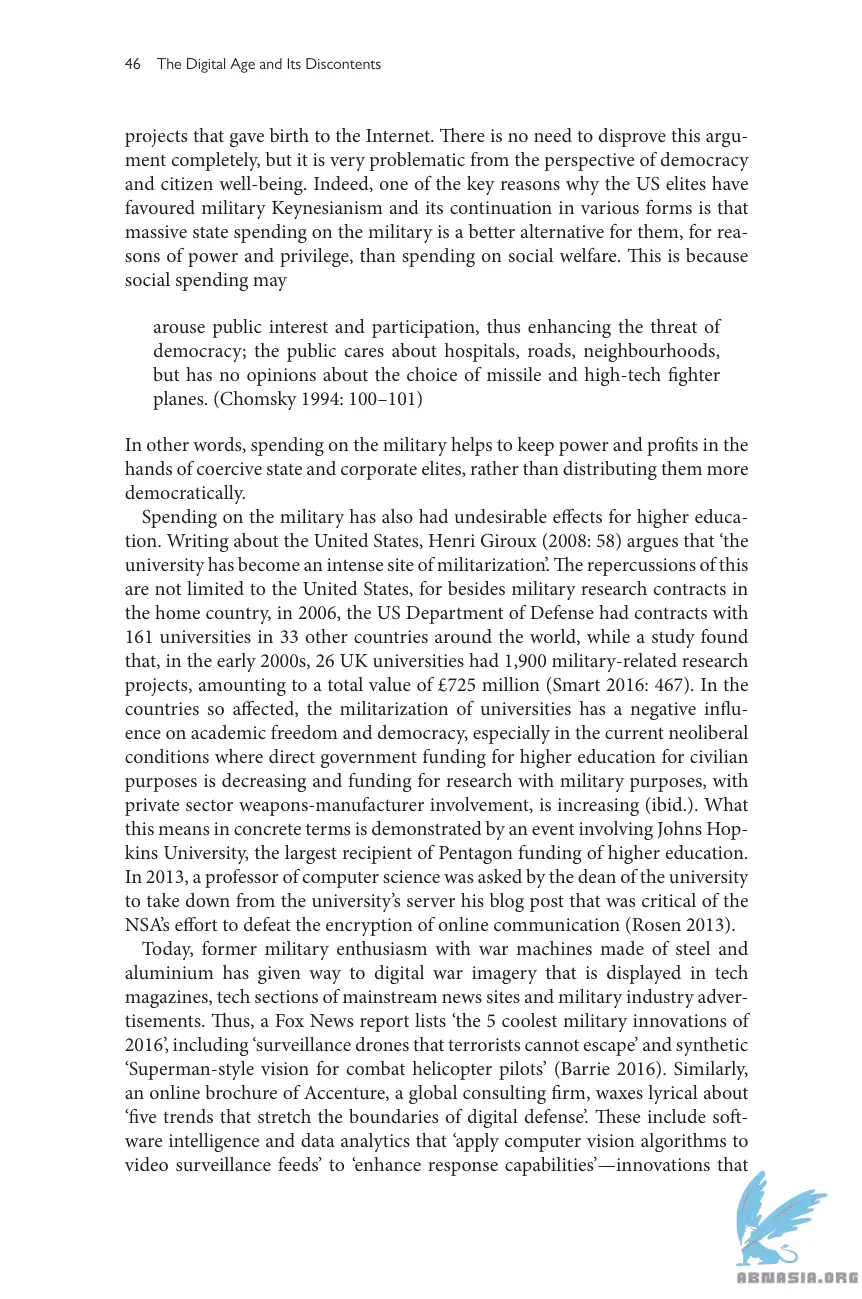 46 The Digital Age and Its Discontents
projects that gave birth to the Internet. There is no need to disprove this argu-
ment completely, but it is very problematic from the perspective of democracy
and citizen well-being. Indeed, one of the key reasons why the US elites have
favoured military Keynesianism and its continuation in various forms is that
massive state spending on the military is a better alternative for them, for rea-
sons of power and privilege, than spending on social welfare. This is because
social spending may
arouse public interest and participation, thus enhancing the threat of
democracy; the public cares about hospitals, roads, neighbourhoods,
but has no opinions about the choice of missile and high-tech fighter
planes. (Chomsky 1994: 100–101)
In other words, spending on the military helps to keep power and profits in the
hands of coercive state and corporate elites, rather than distributing them more
democratically.
Spending on the military has also had undesirable effects for higher educa-
tion. Writing about the United States, Henri Giroux (2008: 58) argues that ‘the
university has become an intense site of militarization’. The repercussions of this
are not limited to the United States, for besides military research contracts in
the home country, in 2006, the US Department of Defense had contracts with
161 universities in 33 other countries around the world, while a study found
that, in the early 2000s, 26 UK universities had 1,900 military-related research
projects, amounting to a total value of £725 million (Smart 2016: 467). In the
countries so affected, the militarization of universities has a negative influ-
ence on academic freedom and democracy, especially in the current neoliberal
conditions where direct government funding for higher education for civilian
purposes is decreasing and funding for research with military purposes, with
private sector weapons-manufacturer involvement, is increasing (ibid.). What
this means in concrete terms is demonstrated by an event involving Johns Hop-
kins University, the largest recipient of Pentagon funding of higher education.
In 2013, a professor of computer science was asked by the dean of the university
to take down from the university’s server his blog post that was critical of the
NSA’s effort to defeat the encryption of online communication (Rosen 2013).
Today, former military enthusiasm with war machines made of steel and
aluminium has given way to digital war imagery that is displayed in tech
magazines, tech sections of mainstream news sites and military industry adver-
tisements. Thus, a Fox News report lists ‘the 5 coolest military innovations of
2016’, including ‘surveillance drones that terrorists cannot escape’ and synthetic
‘Superman-style vision for combat helicopter pilots’ (Barrie 2016). Similarly,
an online brochure of Accenture, a global consulting firm, waxes lyrical about
‘five trends that stretch the boundaries of digital defense’. These include soft-
ware intelligence and data analytics that ‘apply computer vision algorithms to
video surveillance feeds’ to ‘enhance response capabilities’—innovations that
ABNASIA.ORG